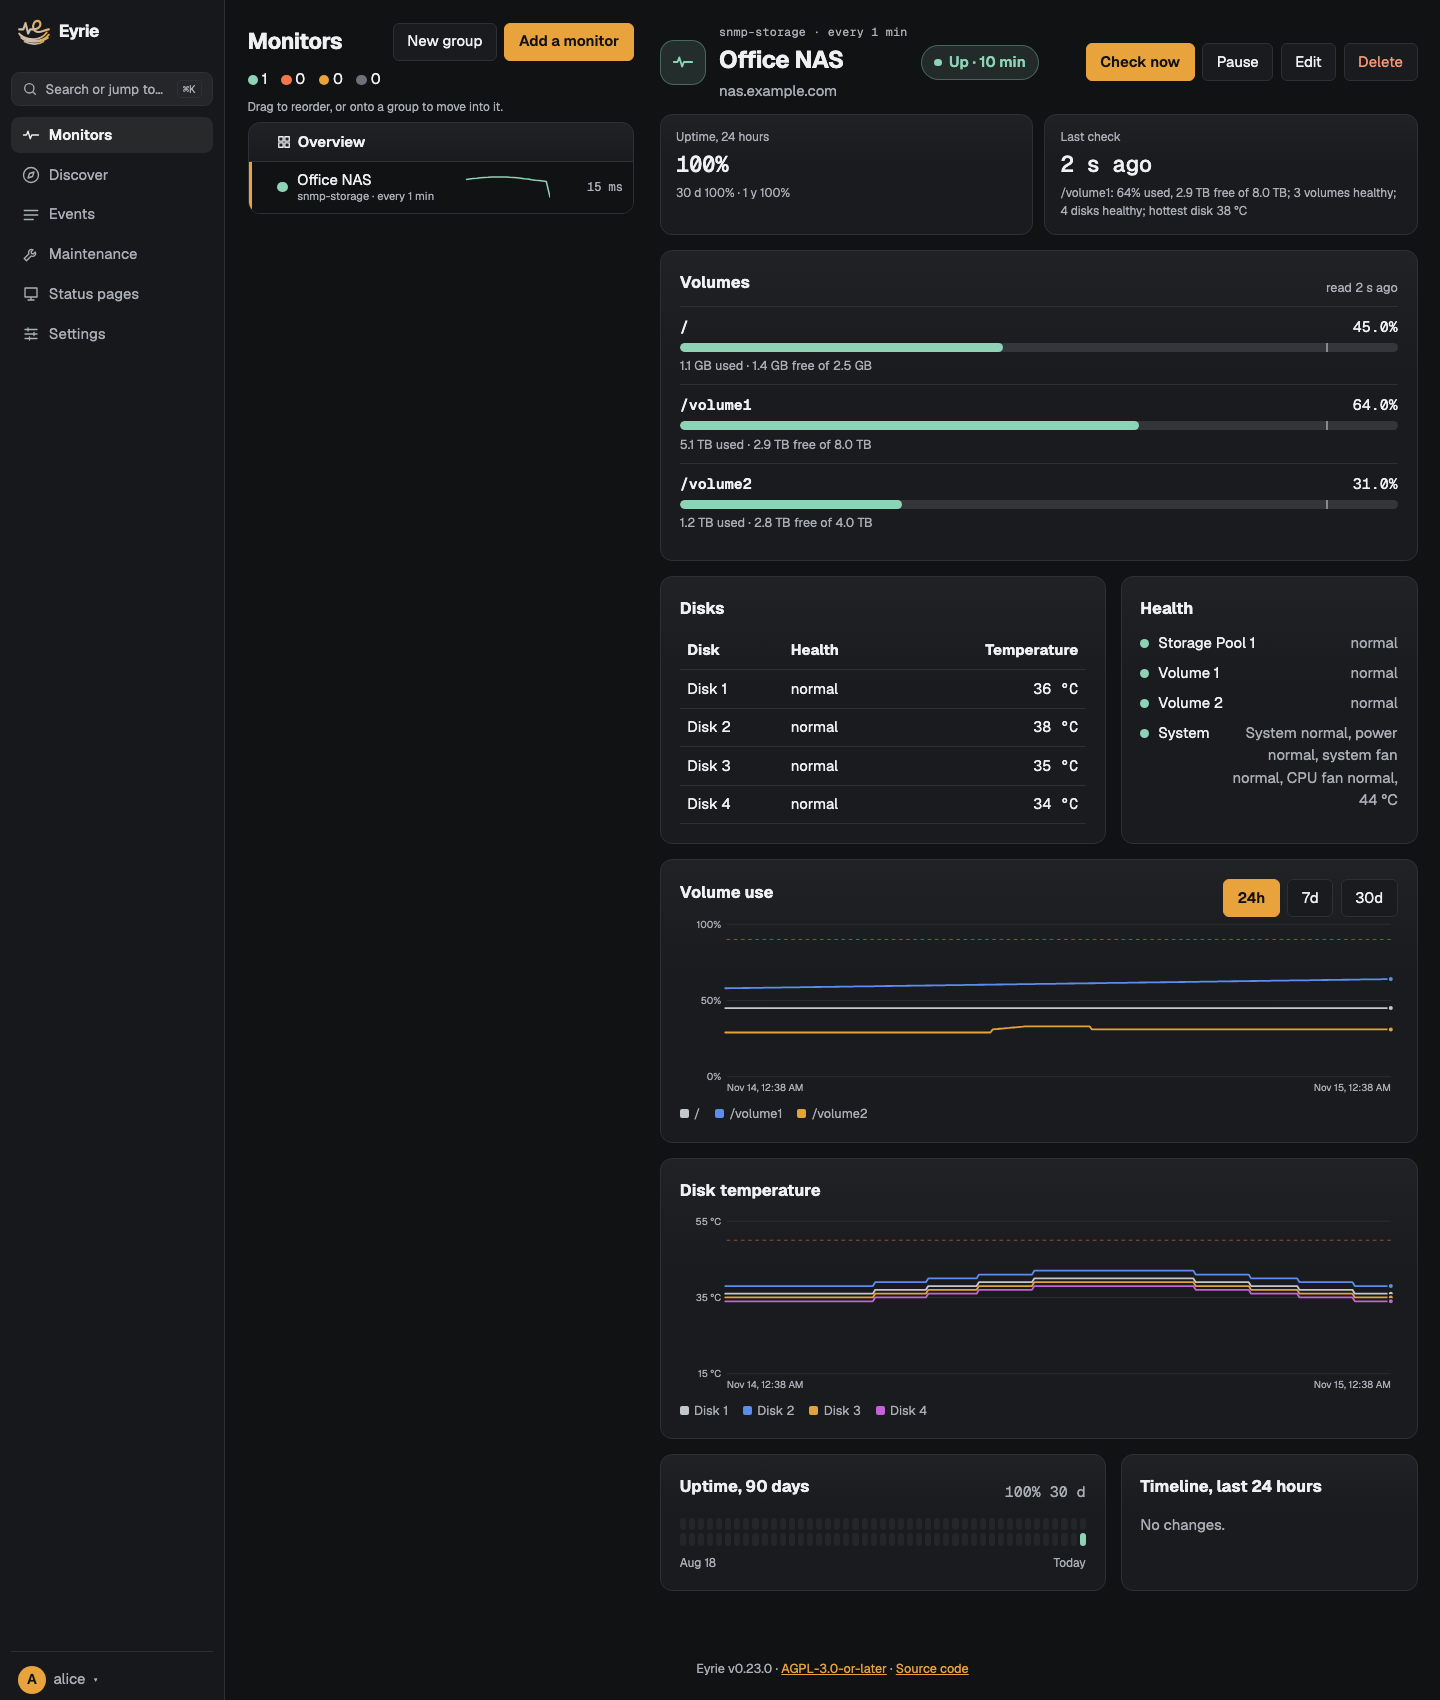 Eyrie
Search or jump to... ⌘K
Monitors
Discover
Events
Maintenance
Status pages
Settings
A alice
Monitors
New group
Add a monitor
1 0 0 0
Drag to reorder, or onto a group to move into it.
Overview
Office NAS
snmp-storage · every 1 min
15 ms
snmp-storage · every 1 min
Office NAS
nas.example.com
Up · 10 min
Check now
Pause
Edit
Delete
Uptime, 24 hours
100%
30 d 100% · 1 y 100%
Last check
2 s ago
/volume1: 64% used, 2.9 TB free of 8.0 TB; 3 volumes healthy;
4 disks healthy; hottest disk 38 °C
Volumes
read 2 s ago
/ 45.0%
1.1 GB used · 1.4 GB free of 2.5 GB
/volume1 64.0%
5.1 TB used · 2.9 TB free of 8.0 TB
/volume2 31.0%
1.2 TB used · 2.8 TB free of 4.0 TB
Disks
Disk Health Temperature
Disk 1 normal 36 °C
Disk 2 normal 38 °C
Disk 3 normal 35 °C
Disk 4 normal 34 °C
Health
Storage Pool 1 normal
Volume 1 normal
Volume 2 normal
System System normal, power
normal, system fan
normal, CPU fan normal,
44 °C
Volume use
24h 7d 30d
100%
50%
0%
Nov 14, 12:38 AM Nov 15, 12:38 AM
/ /volume1 /volume2
Disk temperature
55 °C
35 °C
15 °C
Nov 14, 12:38 AM Nov 15, 12:38 AM
Disk 1 Disk 2 Disk 3 Disk 4
Uptime, 90 days
100% 30 d
Aug 18 Today
Timeline, last 24 hours
No changes.
Eyrie v0.23.0 · AGPL-3.0-or-later · Source code